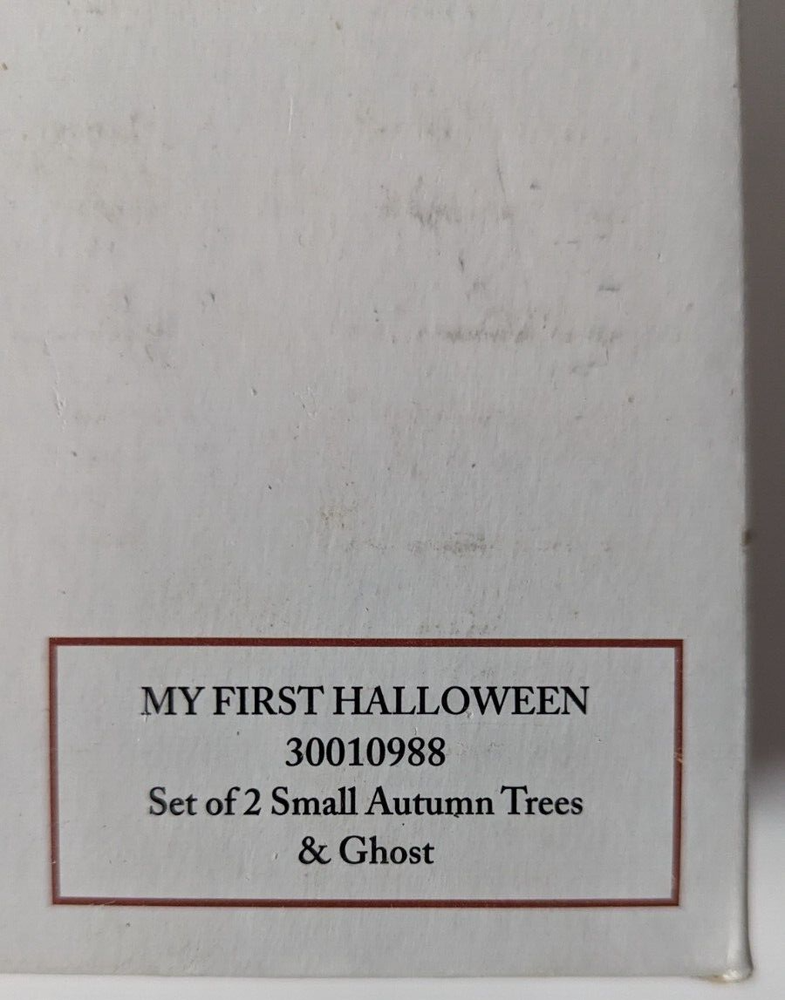 MY FIRST HALLOWEEN
30010988
Set of 2 Small Autumn Trees
& Ghost